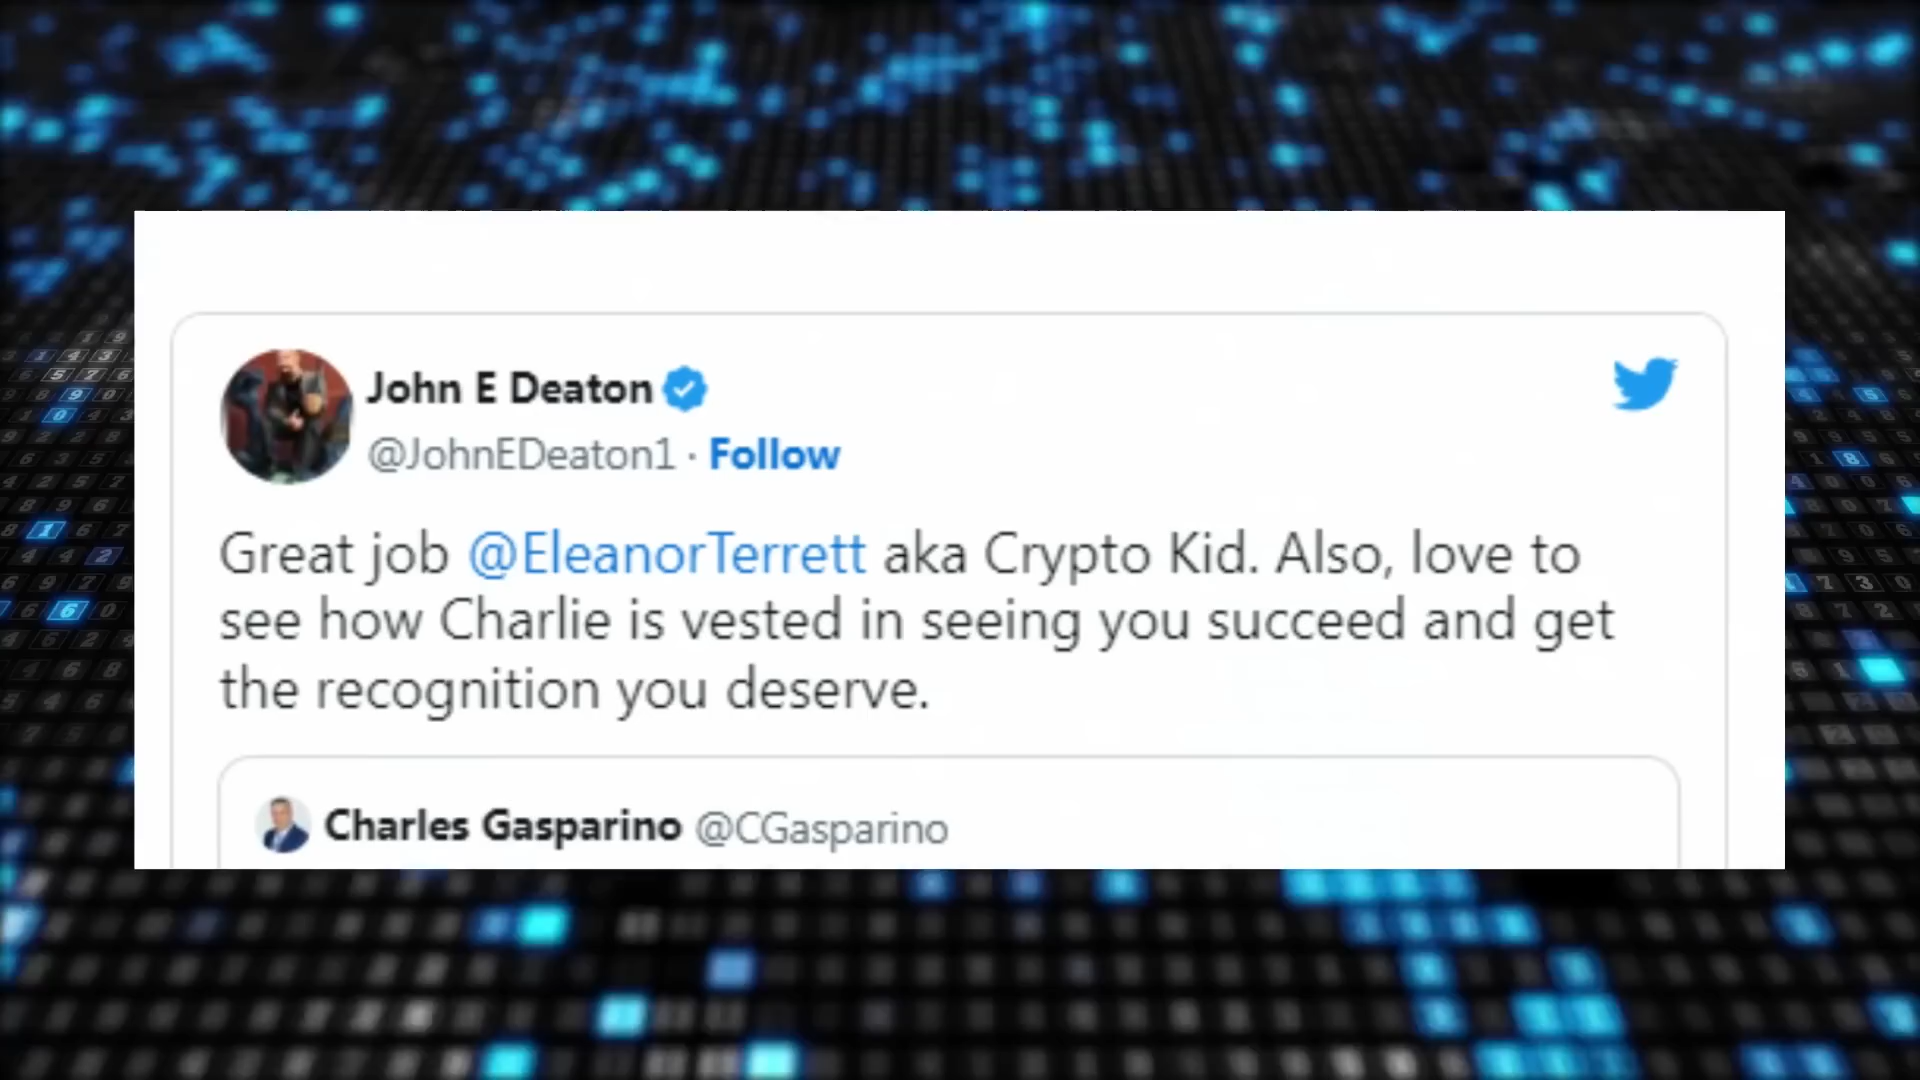 John E Deaton
@JohnEDeaton1 · Follow
Great job @EleanorTerrett aka Crypto Kid. Also, love to
see how Charlie is vested in seeing you succeed and get
the recognition you deserve.
Charles Gasparino @CGasparino